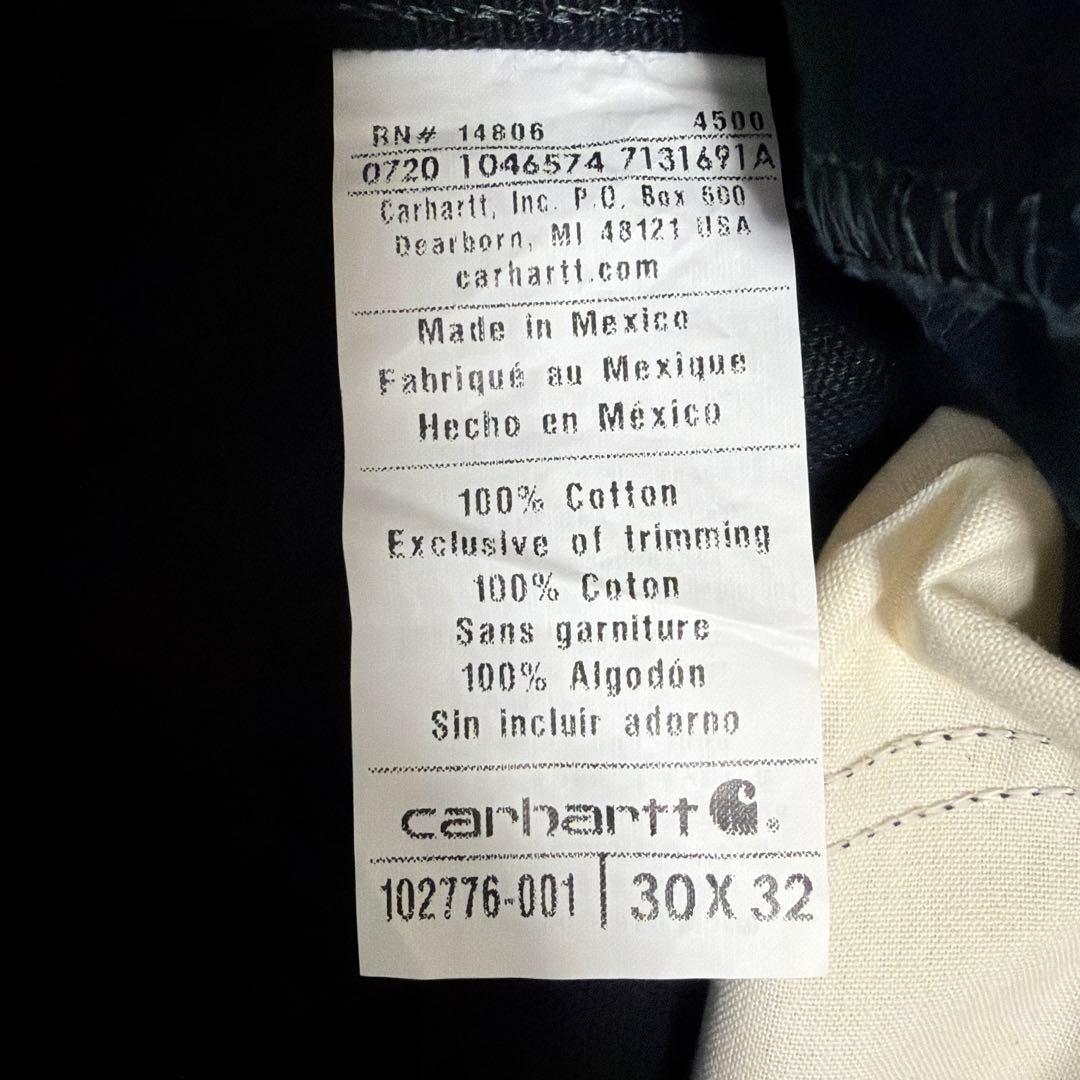 RN# 14806 4500
0720 1046574 7131691A
Carhartt, Inc. P.O. Box 600
Dearborn, MI 48121 USA
carhartt.com
Made in Mexico
Fabriqué au Mexique
Hecho en México
100% Cotton
Exclusive of trimming
100% Coton
Sans garniture
100% Algodón
Sin incluir adorno
carhartt ®
102776-001 | 30 X 32